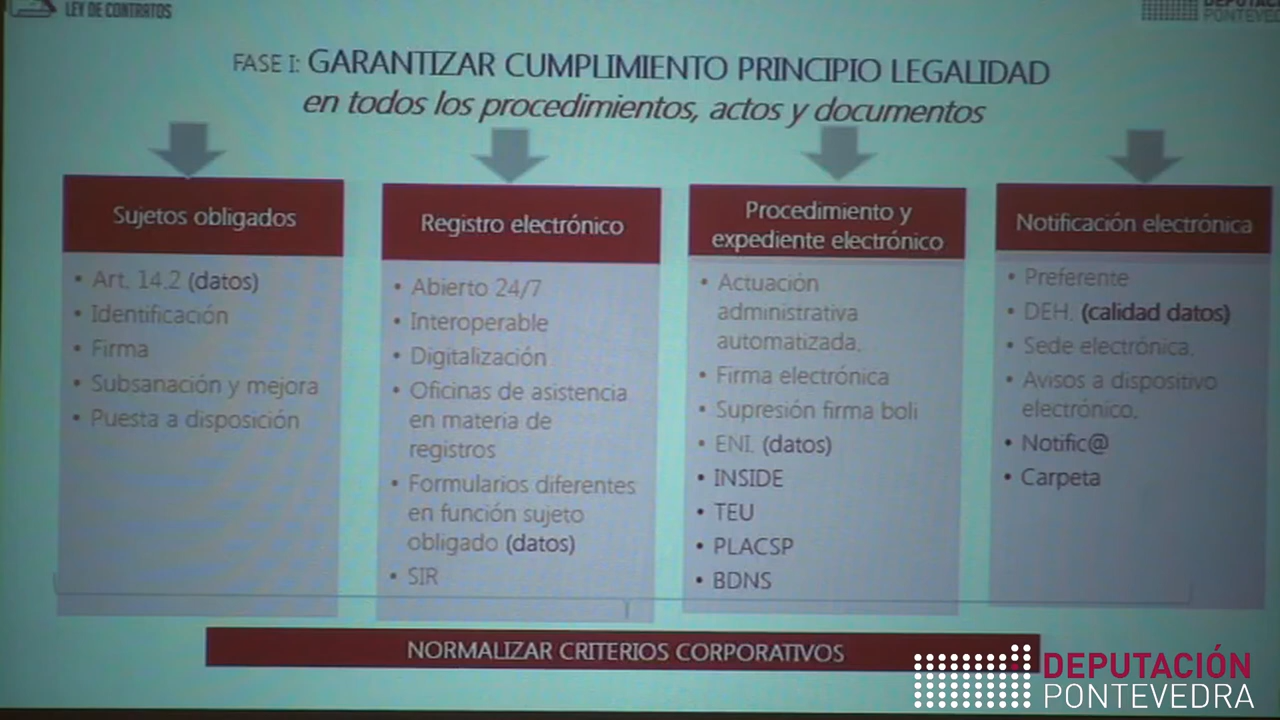 LEY DE CONTRATOS
DEPUTACIÓ
PONTEVED
FASE I: GARANTIZAR CUMPLIMIENTO PRINCIPIO LEGALIDAD
en todos los procedimientos, actos y documentos
Sujetos obligados
• Art. 14.2 (datos)
• Identificación
• Firma
• Subsanación y mejora
• Puesta a disposición
Registro electrónico
• Abierto 24/7
• Interoperable
• Digitalización
• Oficinas de asistencia
en materia de
registros
• Formularios diferentes
en función sujeto
obligado (datos)
• SIR
Procedimiento y
expediente electrónico
• Actuación
administrativa
automatizada.
• Firma electrónica
• Supresión firma boli
• ENI. (datos)
• INSIDE
• TEU
• PLACSP
• BDNS
Notificación electrónica
• Preferente
• DEH. (calidad datos)
• Sede electrónica.
• Avisos a dispositivo
electrónico.
• Notific@
• Carpeta
NORMALIZAR CRITERIOS CORPORATIVOS
DEPUTACIÓN
PONTEVEDRA